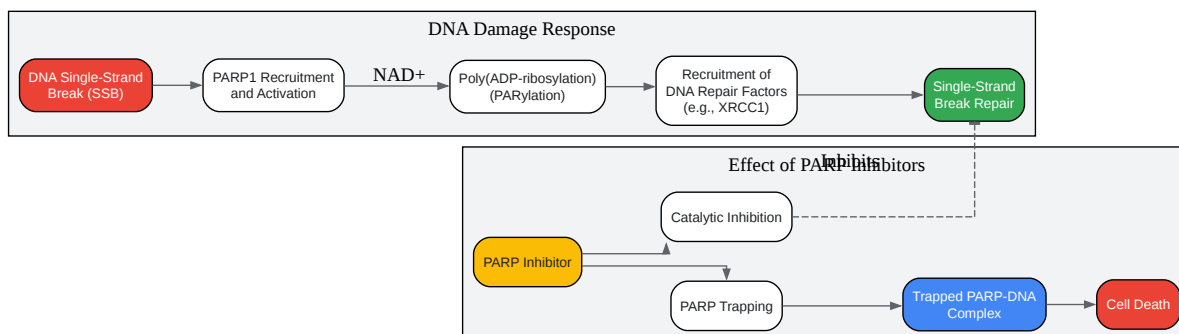 DNA Damage Response
DNA Single-Strand
Break (SSB)
PARP1 Recruitment
and Activation
NAD+
Poly(ADP-ribosylation)
(PARylation)
Recruitment of
DNA Repair Factors
(e.g., XRCC1)
Single-Strand
Break Repair
Inhibits
Effect of PARP Inhibitors
Catalytic Inhibition
PARP Inhibitor
PARP Trapping
Trapped PARP-DNA
Complex
Cell Death